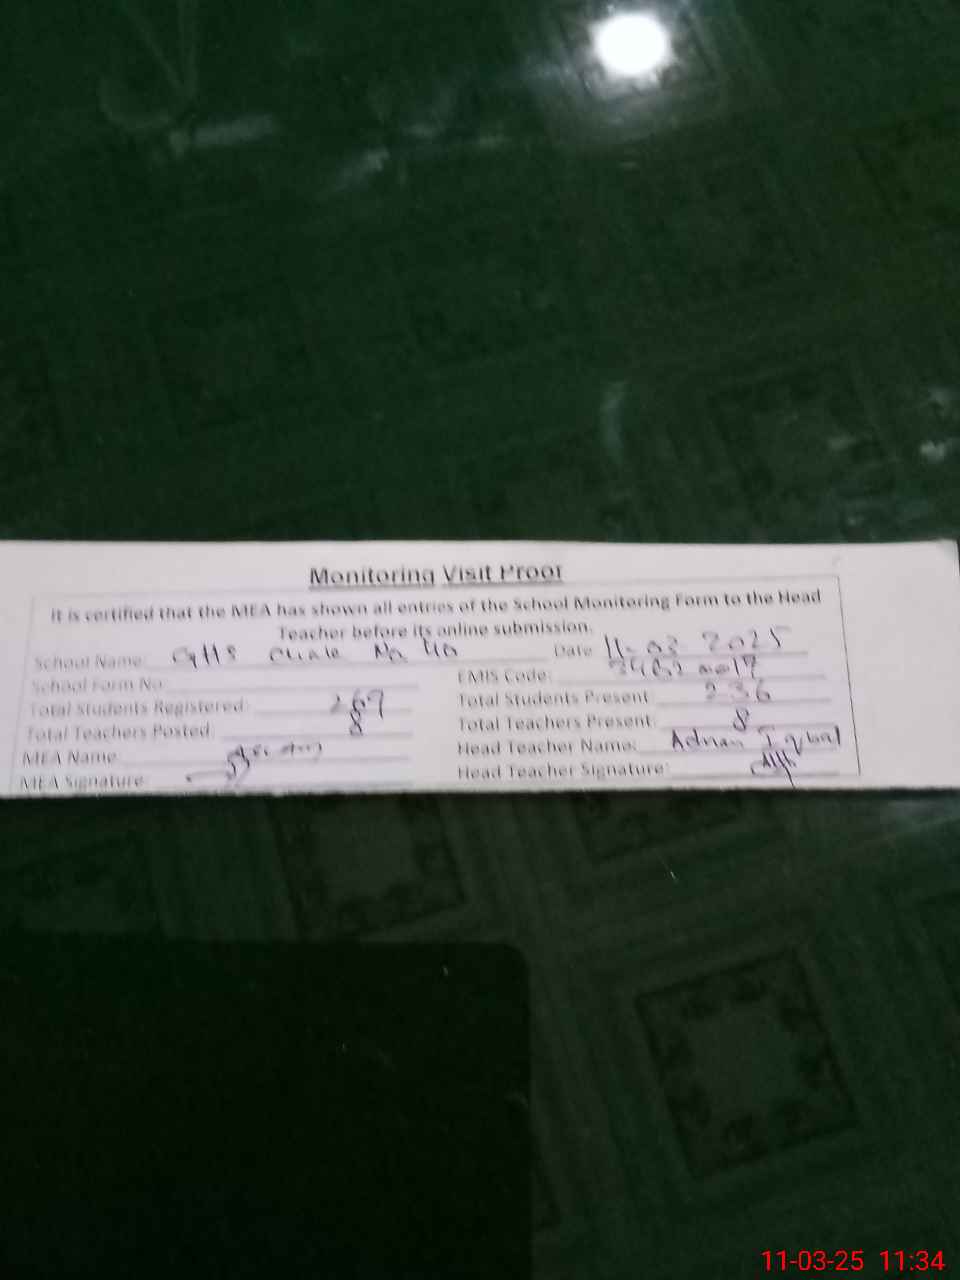 Monitoring Visit Proof
It is certified that the MEA has shown all entries of the School Monitoring Form to the Head
Teacher before its online submission.
School Name: GHS Chak No Date 11-03-2025
School Form No: EMIS Code:
Total Students Registered: 269 Total Students Present 236
Total Teachers Posted: 8 Total Teachers Present: 8
MEA Name: Head Teacher Name: Adnan Iqbal
MEA Signature: Head Teacher Signature:
11-03-25 11:34